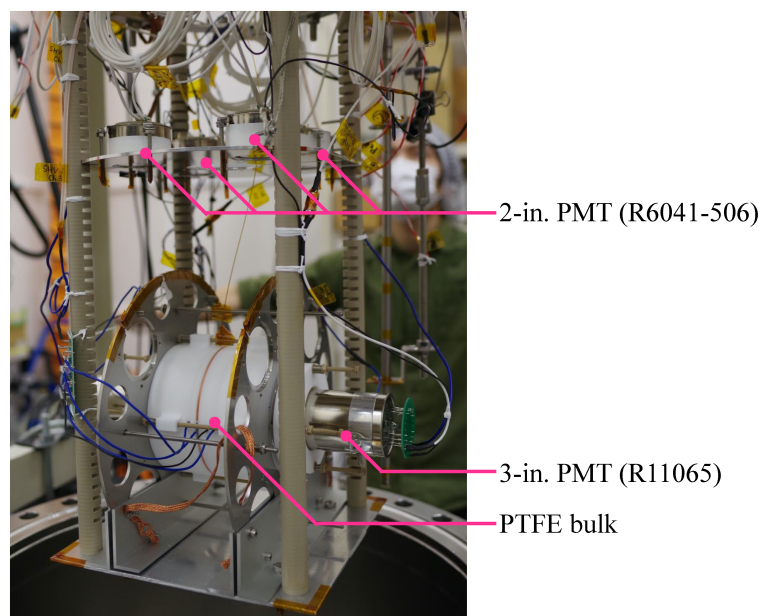 2-in. PMT (R6041-506)
3-in. PMT (R11065)
PTFE bulk